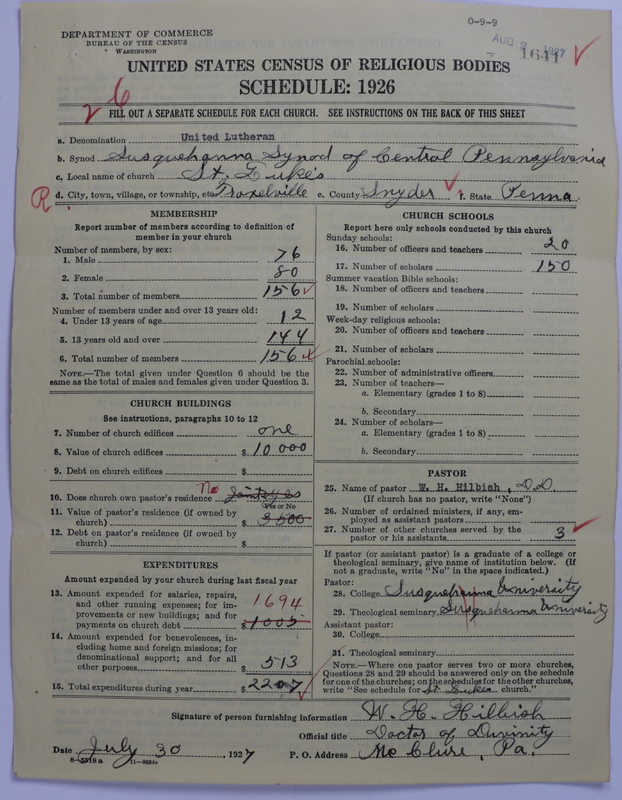 0-9-9
DEPARTMENT OF COMMERCE
BUREAU OF THE CENSUS
WASHINGTON
AUG 2 1927
1641
UNITED STATES CENSUS OF RELIGIOUS BODIES
SCHEDULE: 1926
6
FILL OUT A SEPARATE SCHEDULE FOR EACH CHURCH. SEE INSTRUCTIONS ON THE BACK OF THIS SHEET
a. Denomination United Lutheran
b. Synod Susquehanna Synod of Central Pennsylvania
c. Local name of church St. Luke's
R d. City, town, village, or township, etc. Troxelville e. County Snyder f. State Penna.
MEMBERSHIP
Report number of members according to definition of
member in your church
Number of members, by sex:
1. Male 76
2. Female 80
3. Total number of members 156
Number of members under and over 13 years old:
4. Under 13 years of age 12
5. 13 years old and over 144
6. Total number of members 156
NOTE.—The total given under Question 6 should be the
same as the total of males and females given under Question 3.
CHURCH BUILDINGS
See instructions, paragraphs 10 to 12
7. Number of church edifices one
8. Value of church edifices $ 10 000
9. Debt on church edifices $
10. Does church own pastor's residence No Jointly es
Yes or No
11. Value of pastor's residence (if owned by
church) $ 3500
12. Debt on pastor's residence (if owned by
church) $
EXPENDITURES
Amount expended by your church during last fiscal year
13. Amount expended for salaries, repairs,
and other running expenses; for im-
provements or new buildings; and for
payments on church debt $ 1005
1694
14. Amount expended for benevolences, in-
cluding home and foreign missions; for
denominational support; and for all
other purposes $ 513
15. Total expenditures during year $ 2207
CHURCH SCHOOLS
Report here only schools conducted by this church
Sunday schools:
16. Number of officers and teachers 20
17. Number of scholars 150
Summer vacation Bible schools:
18. Number of officers and teachers
19. Number of scholars
Week-day religious schools:
20. Number of officers and teachers
21. Number of scholars
Parochial schools:
22. Number of administrative officers
23. Number of teachers—
a. Elementary (grades 1 to 8)
b. Secondary
24. Number of scholars—
a. Elementary (grades 1 to 8)
b. Secondary
PASTOR
25. Name of pastor W. H. Hilbish, D.D.
(If church has no pastor, write "None")
26. Number of ordained ministers, if any, em-
ployed as assistant pastors
27. Number of other churches served by the
pastor or his assistants 3
If pastor (or assistant pastor) is a graduate of a college or
theological seminary, give name of institution below. (If
not a graduate, write "No" in the space indicated.)
Pastor:
28. College Susquehanna University
29. Theological seminary Susquehanna University
Assistant pastor:
30. College
31. Theological seminary
NOTE.—Where one pastor serves two or more churches,
Questions 28 and 29 should be answered only on the schedule
for one of the churches; on the schedules for the other churches,
write "See schedule for St Luke's church."
Signature of person furnishing information W. H. Hilbish
Official title Doctor of Divinity
Date July 30, 1927 P. O. Address Mc Clure, Pa.
8-5318 a 11-9554